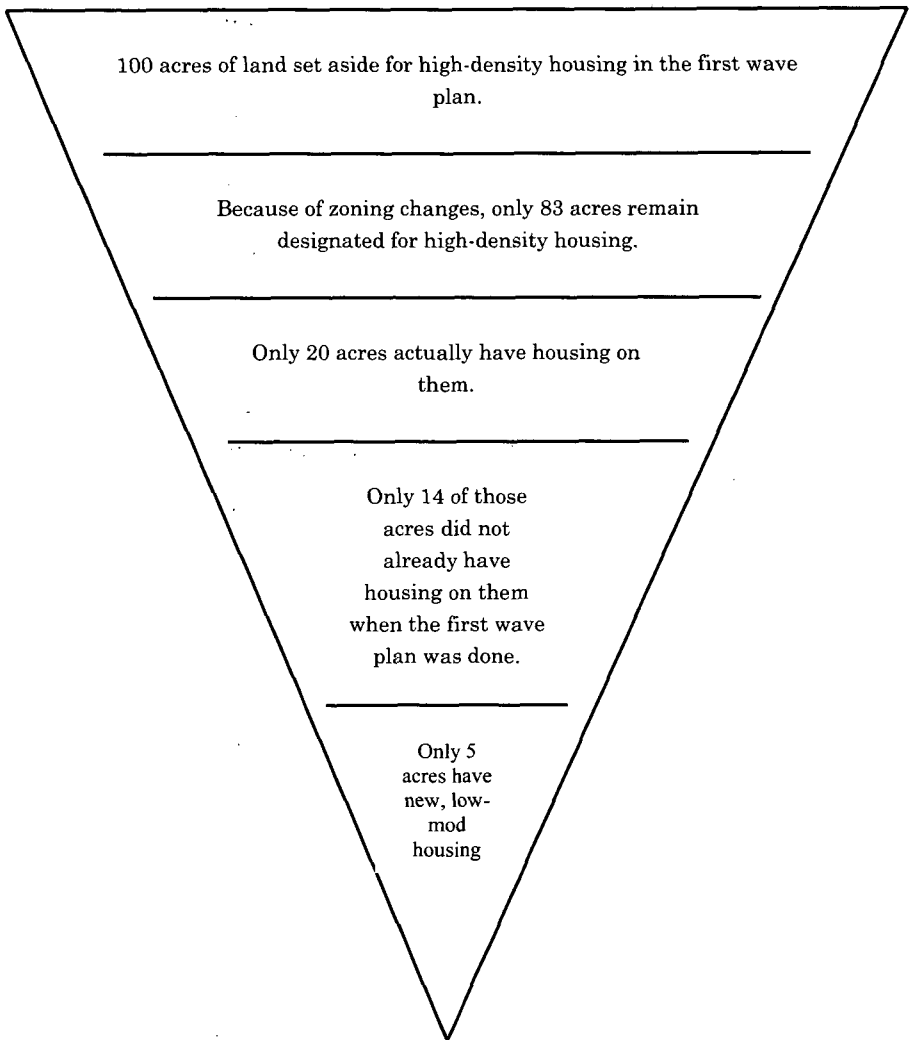 100 acres of land set aside for high-density housing in the first wave
plan.
Because of zoning changes, only 83 acres remain
designated for high-density housing.
Only 20 acres actually have housing on
them.
Only 14 of those
acres did not
already have
housing on them
when the first wave
plan was done.
Only 5
acres have
new, low-
mod
housing